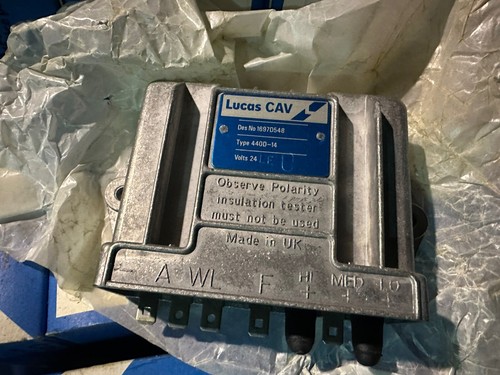 Lucas CAV
Des No 1697D548
Type 440D-14
Volts 24
Observe Polarity
insulation tester
must not be used
Made in UK
- A WL F HI MED LO
+ + +